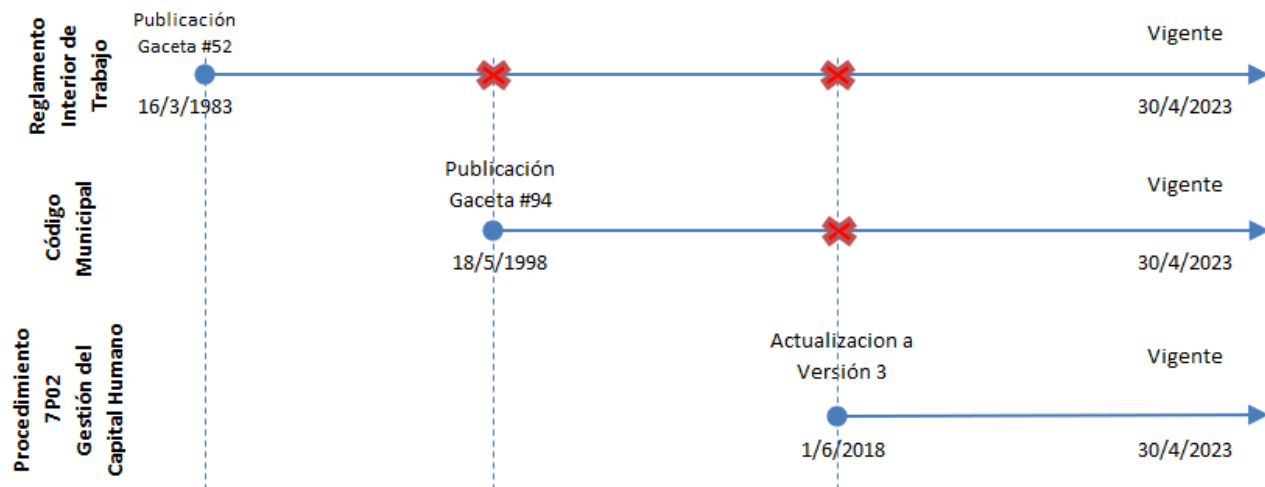 Reglamento
Interior de
Trabajo
Publicación
Gaceta #52
16/3/1983
Vigente
30/4/2023
Código
Municipal
Publicación
Gaceta #94
18/5/1998
Vigente
30/4/2023
Procedimiento
7P02
Gestión del
Capital Humano
Actualizacion a
Versión 3
1/6/2018
Vigente
30/4/2023